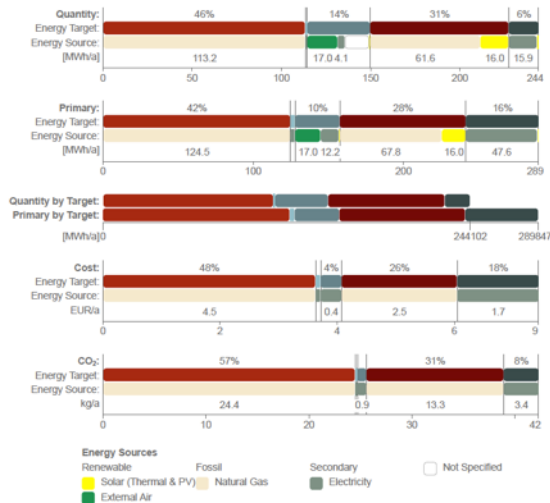 Quantity: 46% 14% 31% 6%
Energy Target:
Energy Source:
[MWh/a] 113.2 17.0 4.1 61.6 16.0 15.9
0 50 100 150 200 244
Primary: 42% 10% 28% 16%
Energy Target:
Energy Source:
[MWh/a] 124.5 17.0 12.2 67.8 16.0 47.6
100 200 289
Quantity by Target:
Primary by Target:
[MWh/a] 0 244102 289847
Cost: 48% 4% 26% 18%
Energy Target:
Energy Source:
EUR/a 4.5 0.4 2.5 1.7
0 2 4 6 9
CO₂: 57% 31% 8%
Energy Target:
Energy Source:
kg/a 24.4 0.9 13.3 3.4
0 10 20 30 42
Energy Sources
Renewable Fossil Secondary Not Specified
Solar (Thermal & PV) Natural Gas Electricity
External Air